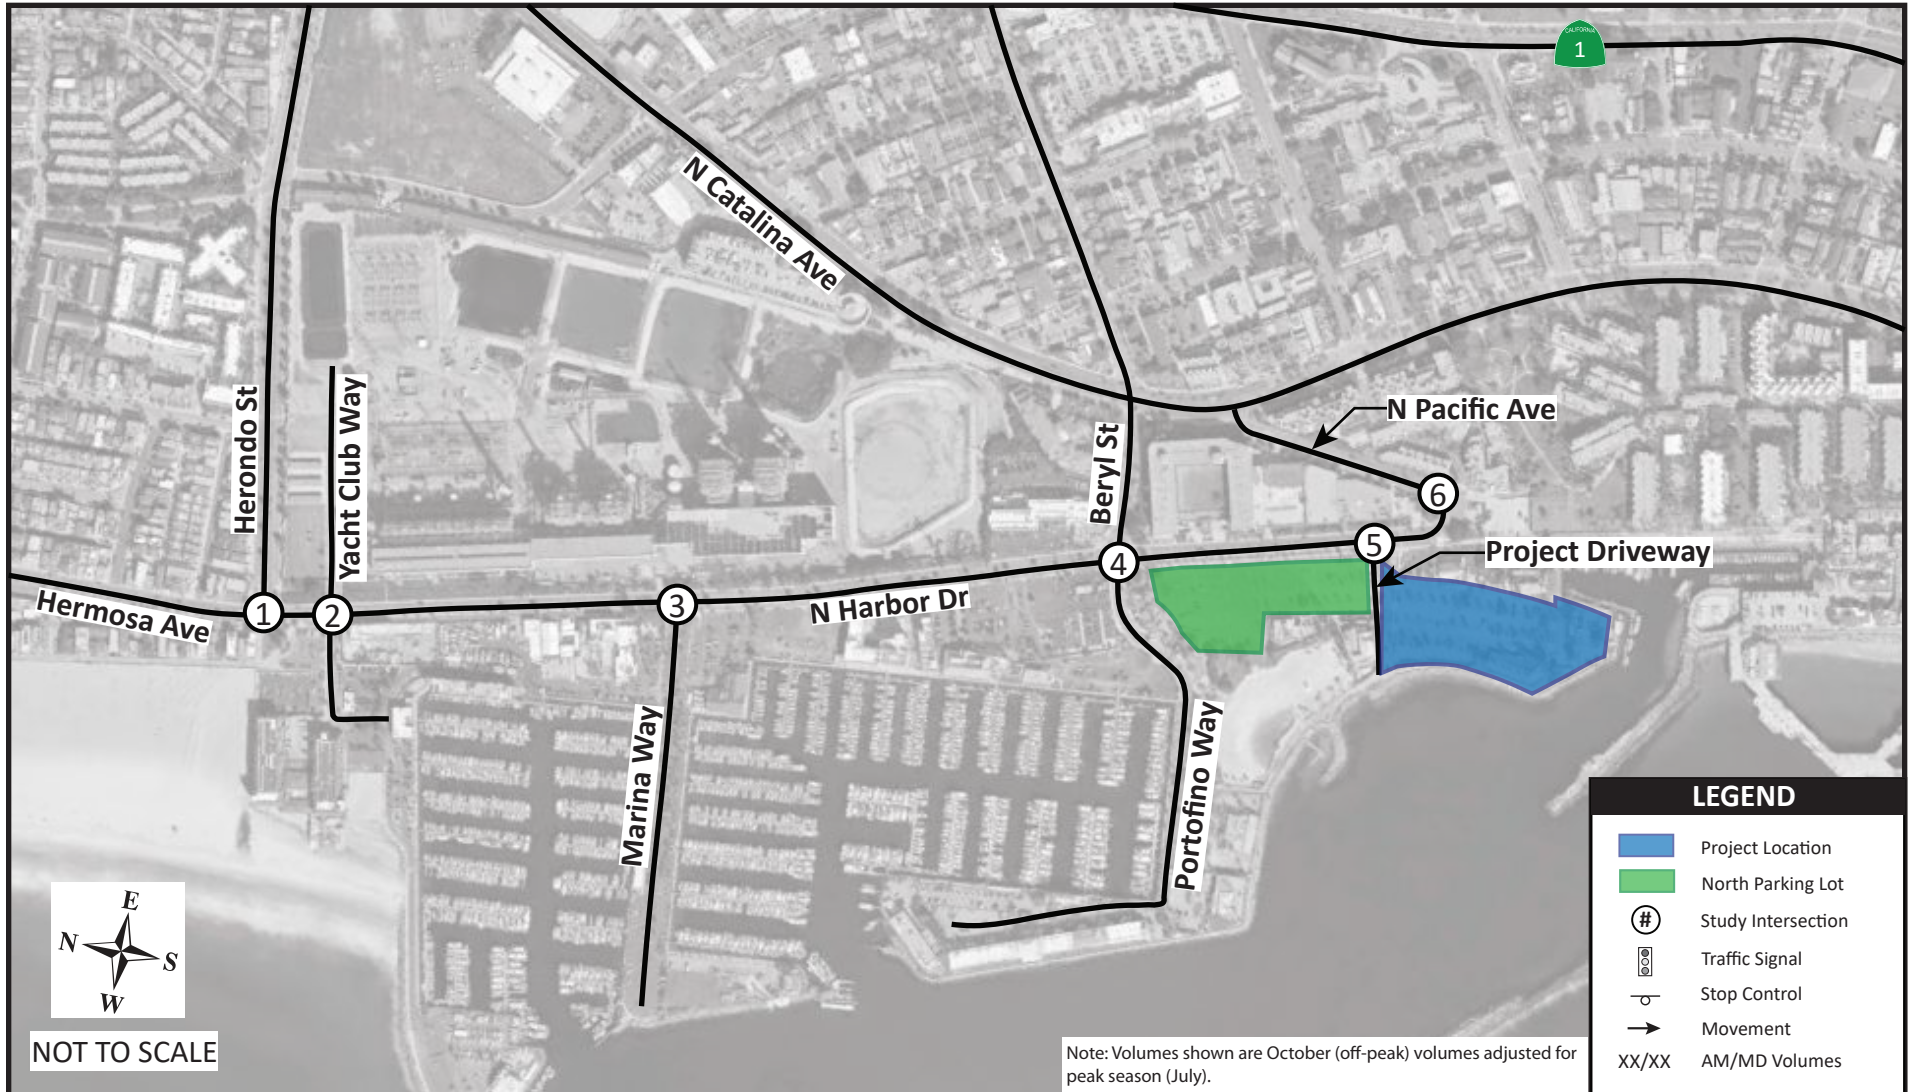 CALIFORNIA
1
N Catalina Ave
Herondo St
Yacht Club Way
Beryl St
N Pacific Ave
6
5
Project Driveway
4
Hermosa Ave
1
2
3
N Harbor Dr
Marina Way
Portofino Way
E
N
S
W
NOT TO SCALE
LEGEND
Project Location
North Parking Lot
# Study Intersection
Traffic Signal
Stop Control
Movement
XX/XX AM/MD Volumes
Note: Volumes shown are October (off-peak) volumes adjusted for
peak season (July).